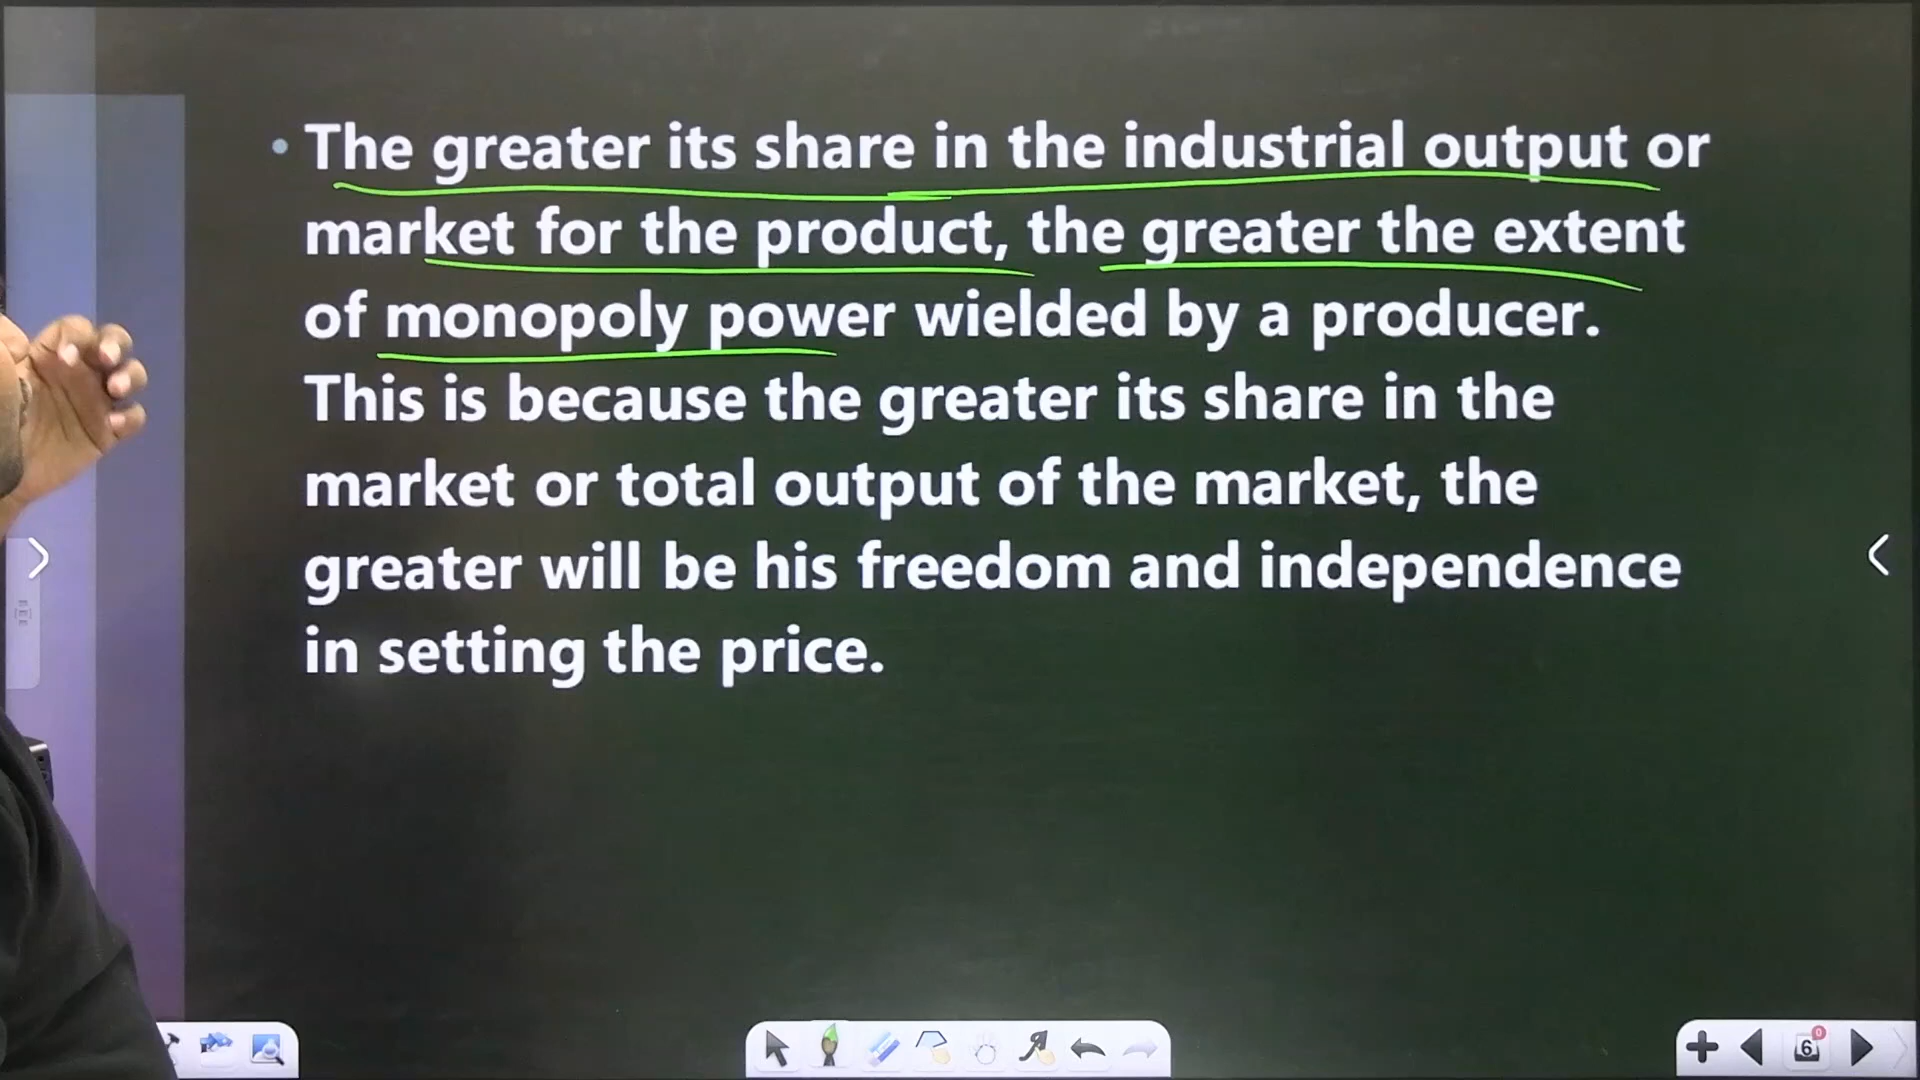 • The greater its share in the industrial output or
market for the product, the greater the extent
of monopoly power wielded by a producer.
This is because the greater its share in the
market or total output of the market, the
greater will be his freedom and independence
in setting the price.
6
0